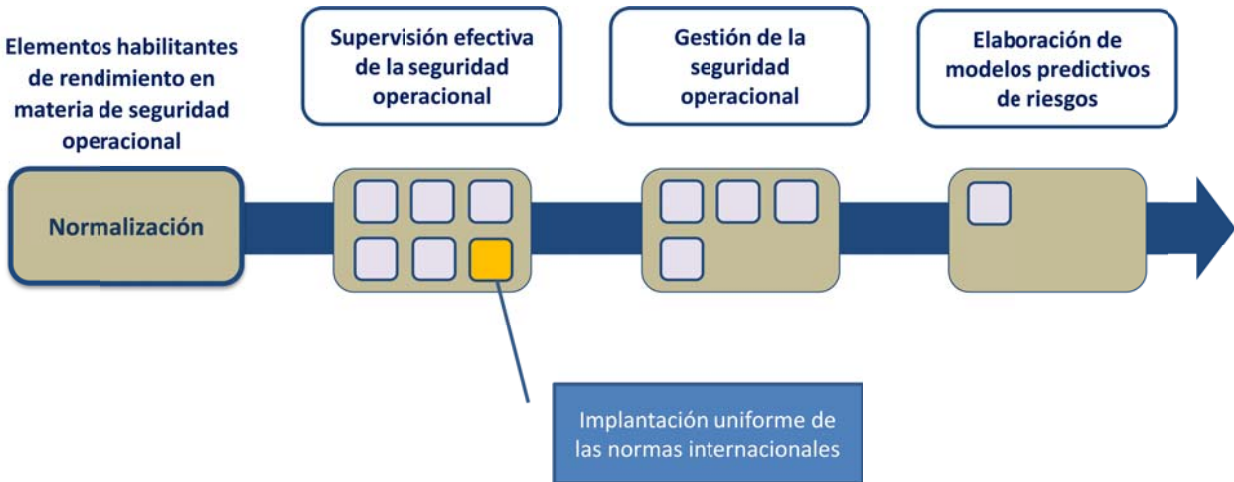 Elementos habilitantes
de rendimiento en
materia de seguridad
operacional
Supervisión efectiva
de la seguridad
operacional
Gestión de la
seguridad
operacional
Elaboración de
modelos predictivos
de riesgos
Normalización
Implantación uniforme de
las normas internacionales